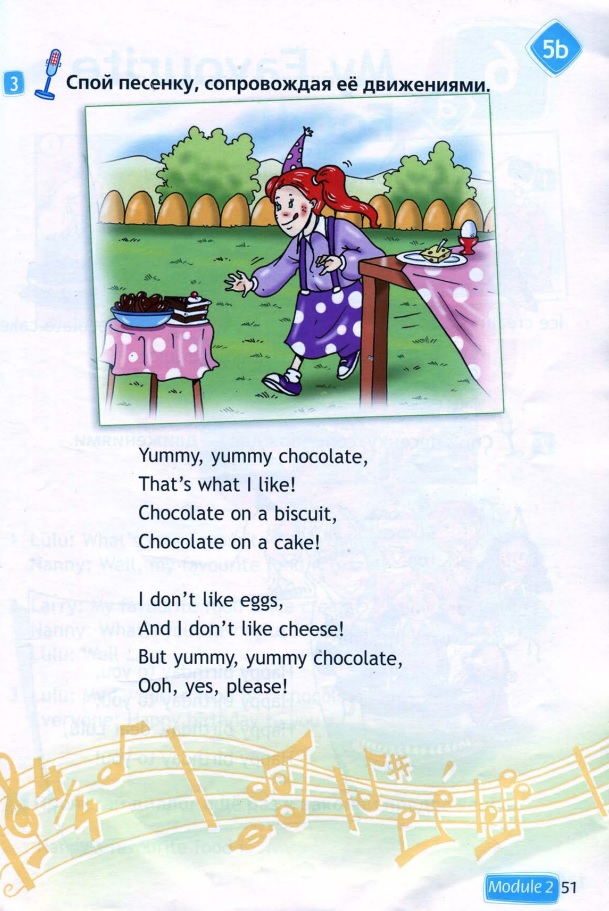 5b
3 Спой песенку, сопровождая её движениями.
Yummy, yummy chocolate,
That's what I like!
Chocolate on a biscuit,
Chocolate on a cake!
I don't like eggs,
And I don't like cheese!
But yummy, yummy chocolate,
Ooh, yes, please!
Module 2 51